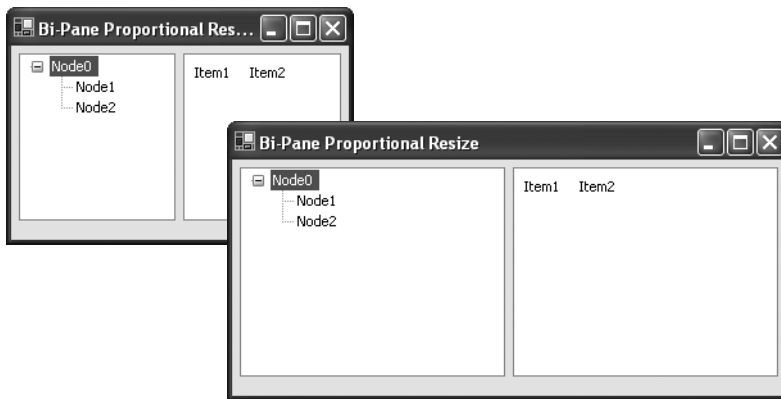 Bi-Pane Proportional Res...
Node0
Node1
Node2
Item1 Item2
Bi-Pane Proportional Resize
Node0
Node1
Node2
Item1 Item2